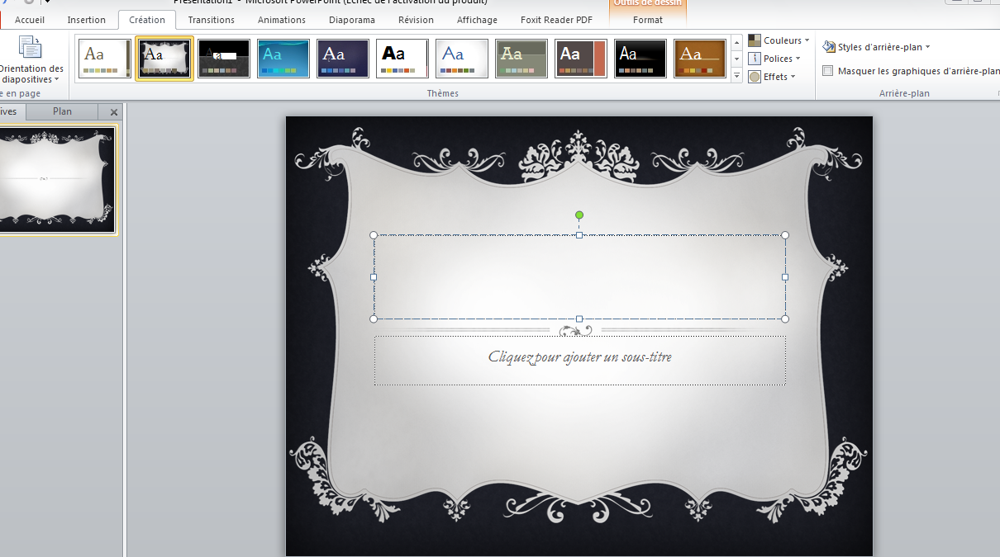 Presentation1 - Microsoft PowerPoint (Échec de l'activation du produit)
Outils de dessin
Accueil Insertion Création Transitions Animations Diaporama Révision Affichage Foxit Reader PDF Format
Orientation des
diapositives
e en page
Aa Aa Aa Aa Aa Aa Aa Aa Aa Aa
Thèmes
Couleurs
Polices
Effets
Styles d'arrière-plan
Masquer les graphiques d'arrière-plan
Arrière-plan
ives Plan
Cliquez pour ajouter un sous-titre